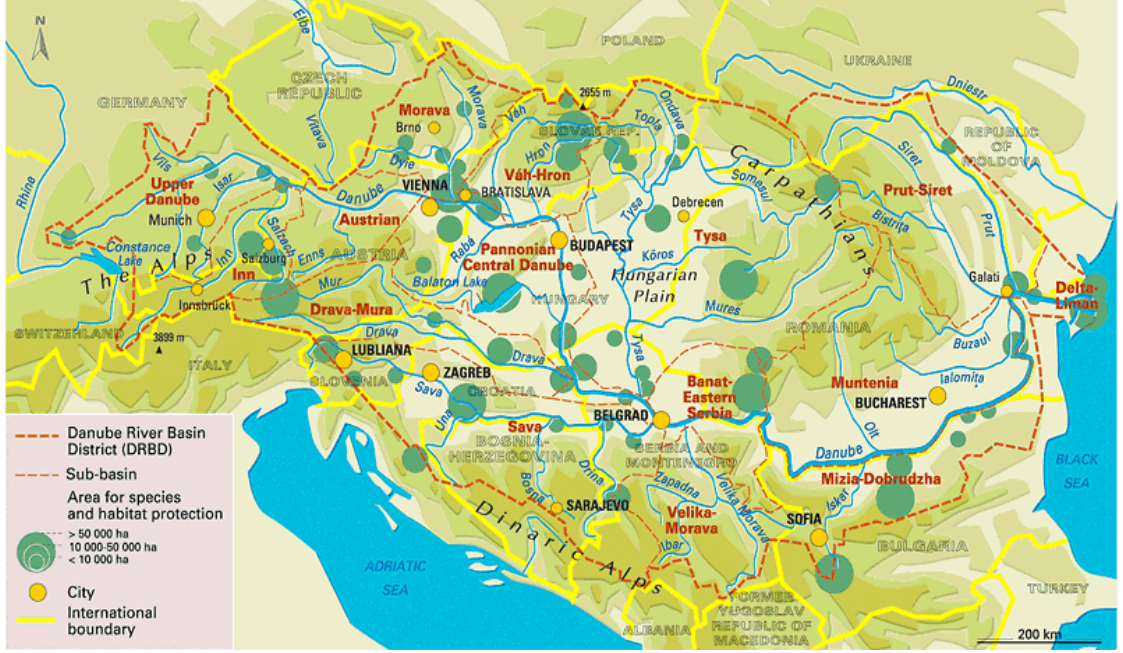 N
Elbe
POLAND
UKRAINE
CZECH
REPUBLIC
GERMANY
2655 m
Dniestr
Morava
Brno
Morava
Váh
Ondava
Topla
SLOVAK REP.
REPUBLIC
OF
MOLDOVA
Vltava
Dyje
Hron
Carpathians
Siret
Rhine
Vils
Isar
Upper
Danube
Munich
Danube
VIENNA
BRATISLAVA
Váh-Hron
Somesul
Prut-Siret
Austrian
Debrecen
Tysa
Bistrița
Prut
Constance
Lake
The Alps
Inn
Salzach
Salzburg
Enns
AUSTRIA
Raba
Pannonian
Central Danube
BUDAPEST
Tysa
Körös
Hungarian
Plain
Inn
Mur
Balaton Lake
HUNGARY
Galati
Delta-
Liman
Innsbruck
Drava-Mura
Mures
SWITZERLAND
3899 m
ITALY
Drava
LUBLIANA
SLOVENIA
ZAGREB
Sava
Drava
CROATIA
Tysa
ROMANIA
Buzaul
Ialomița
Muntenia
BUCHAREST
Banat-
Eastern
Serbia
Una
Sava
BELGRAD
BOSNIA-
HERZEGOVINA
SERBIA AND
MONTENEGRO
Olt
Danube
BLACK
SEA
Mizia-Dobrudzha
Drina
Bosna
SARAJEVO
Zapadna
Velika Morava
Velika-
Morava
Ibar
Iskar
SOFIA
BULGARIA
Dinaric Alps
ADRIATIC
SEA
TURKEY
ALBANIA
FORMER
YUGOSLAV
REPUBLIC OF
MACEDONIA
200 km
Danube River Basin
District (DRBD)
Sub-basin
Area for species
and habitat protection
> 50 000 ha
10 000-50 000 ha
< 10 000 ha
City
International
boundary